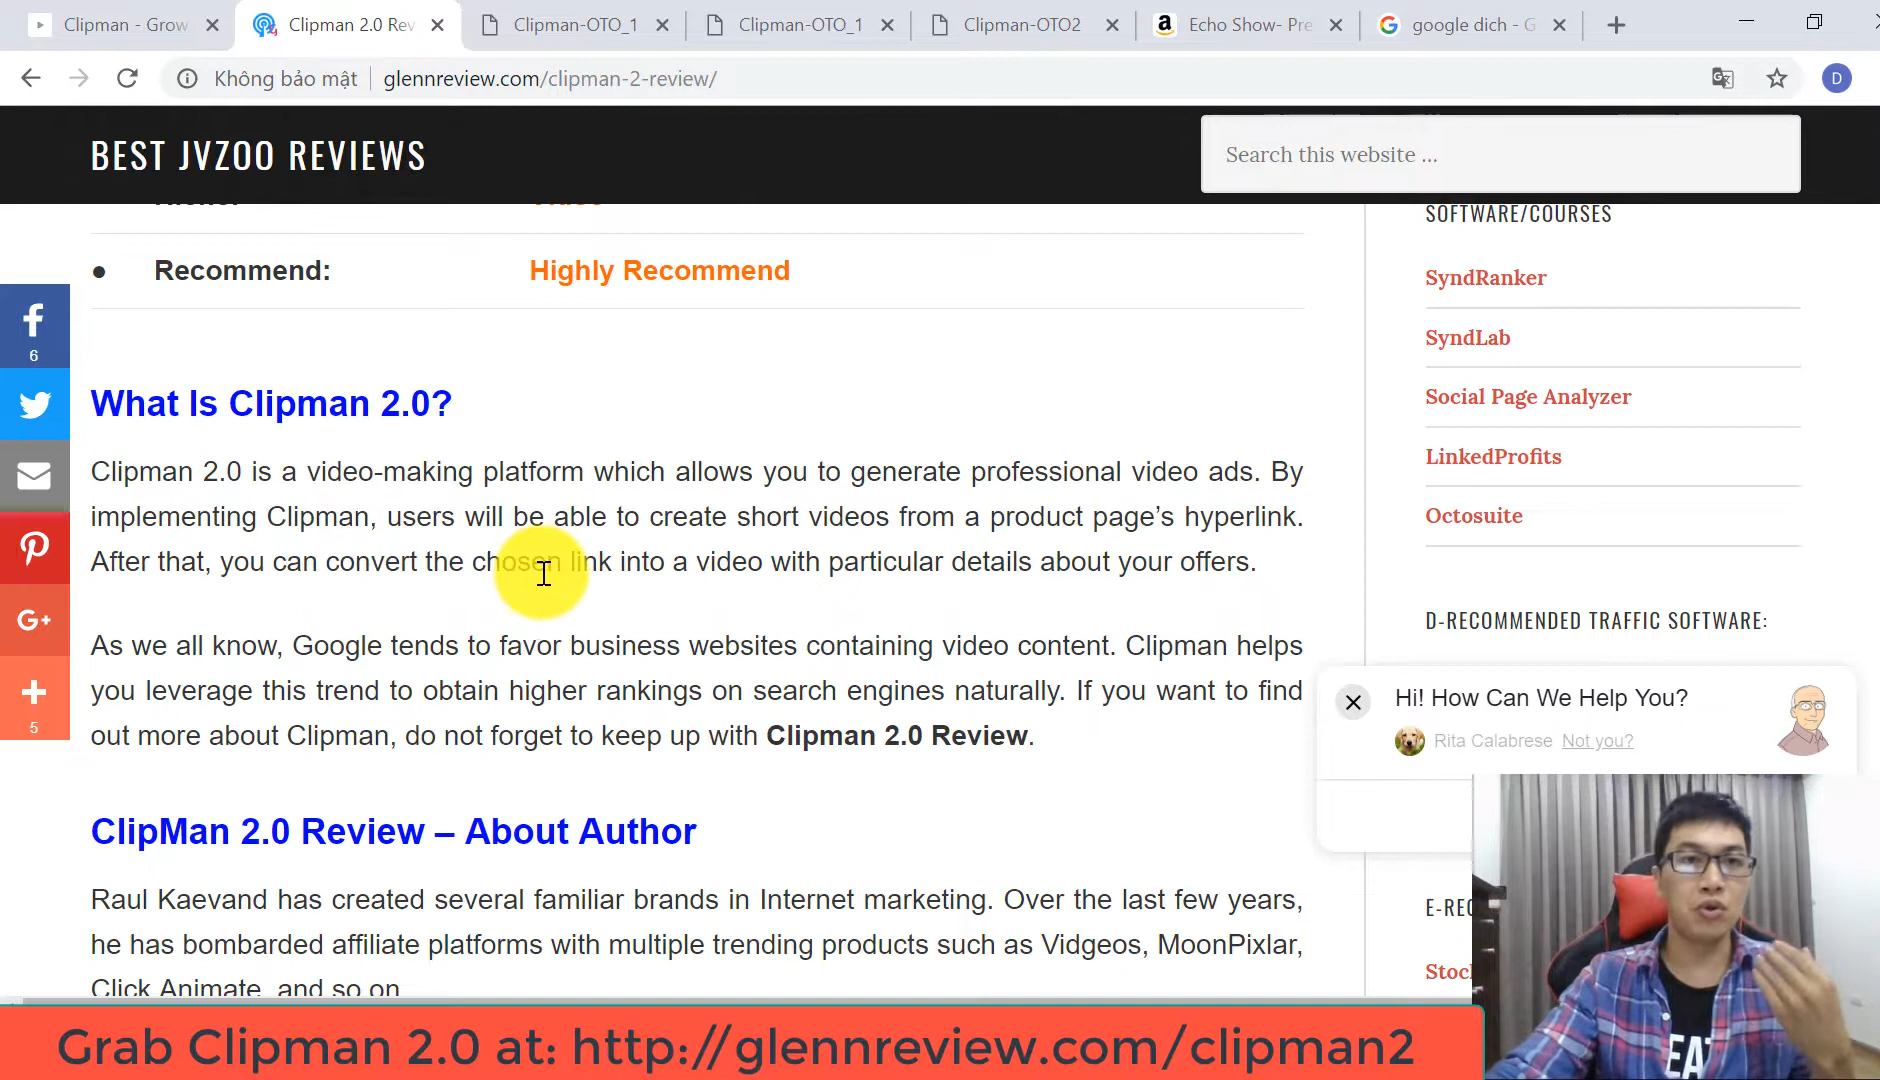 Clipman - Grow
Clipman 2.0 Rev
Clipman-OTO_1
Clipman-OTO_1
Clipman-OTO2
Echo Show- Pre
google dich - G
Không bảo mật
glennreview.com/clipman-2-review/
D
BEST JVZOO REVIEWS
Search this website ...
Recommend:
Highly Recommend
What Is Clipman 2.0?
Clipman 2.0 is a video-making platform which allows you to generate professional video ads. By
implementing Clipman, users will be able to create short videos from a product page’s hyperlink.
After that, you can convert the chosen link into a video with particular details about your offers.
As we all know, Google tends to favor business websites containing video content. Clipman helps
you leverage this trend to obtain higher rankings on search engines naturally. If you want to find
out more about Clipman, do not forget to keep up with Clipman 2.0 Review.
ClipMan 2.0 Review – About Author
Raul Kaevand has created several familiar brands in Internet marketing. Over the last few years,
he has bombarded affiliate platforms with multiple trending products such as Vidgeos, MoonPixlar,
Click Animate, and so on
6
G+
5
SOFTWARE/COURSES
SyndRanker
SyndLab
Social Page Analyzer
LinkedProfits
Octosuite
D-RECOMMENDED TRAFFIC SOFTWARE:
Hi! How Can We Help You?
Rita Calabrese Not you?
E-REC
Stoc
EA
Grab Clipman 2.0 at: http://glennreview.com/clipman2